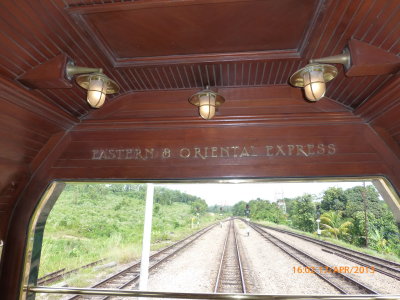 EASTERN & ORIENTAL EXPRESS